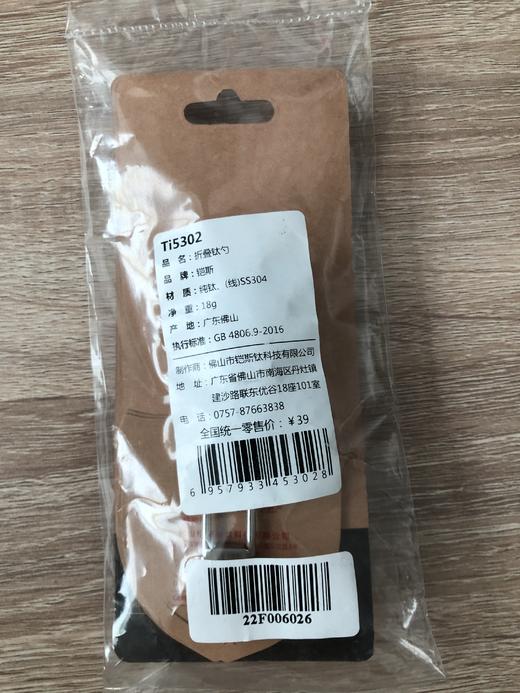 Ti5302
品 名：折叠钛勺
品 牌：铠斯
材 质：纯钛、(线)SS304
净 重：18g
产 地：广东佛山
执行标准：GB 4806.9-2016
制作商：佛山市铠斯钛科技有限公司
地 址：广东省佛山市南海区丹灶镇
建沙路联东优谷18座101室
电 话：0757-87663838
全国统一零售价：¥39
6 957933 453028
22F006026